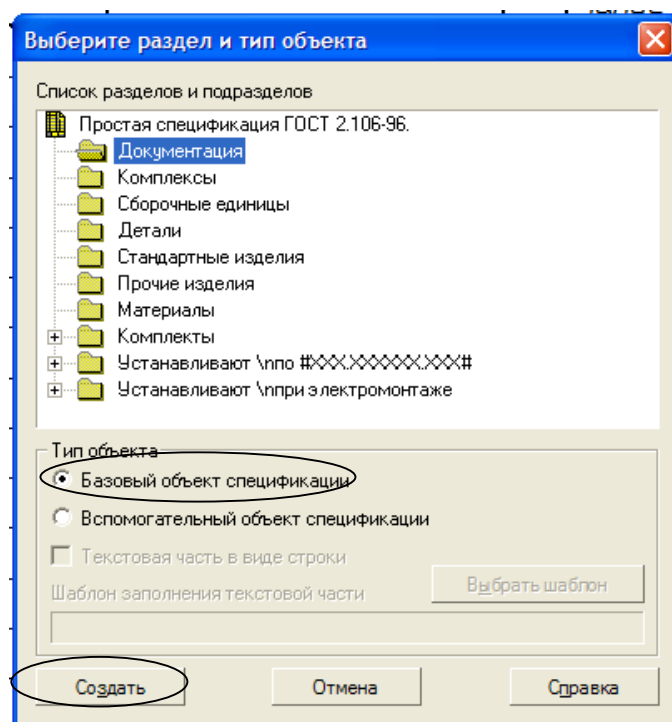 Выберите раздел и тип объекта
Список разделов и подразделов
Простая спецификация ГОСТ 2.106-96.
Документация
Комплексы
Сборочные единицы
Детали
Стандартные изделия
Прочие изделия
Материалы
Комплекты
Устанавливают \nпо #XXX.XXXXXX.XXX#
Устанавливают \nпри электромонтаже
Тип объекта
Базовый объект спецификации
Вспомогательный объект спецификации
Текстовая часть в виде строки
Шаблон заполнения текстовой части
Выбрать шаблон
Создать Отмена Справка